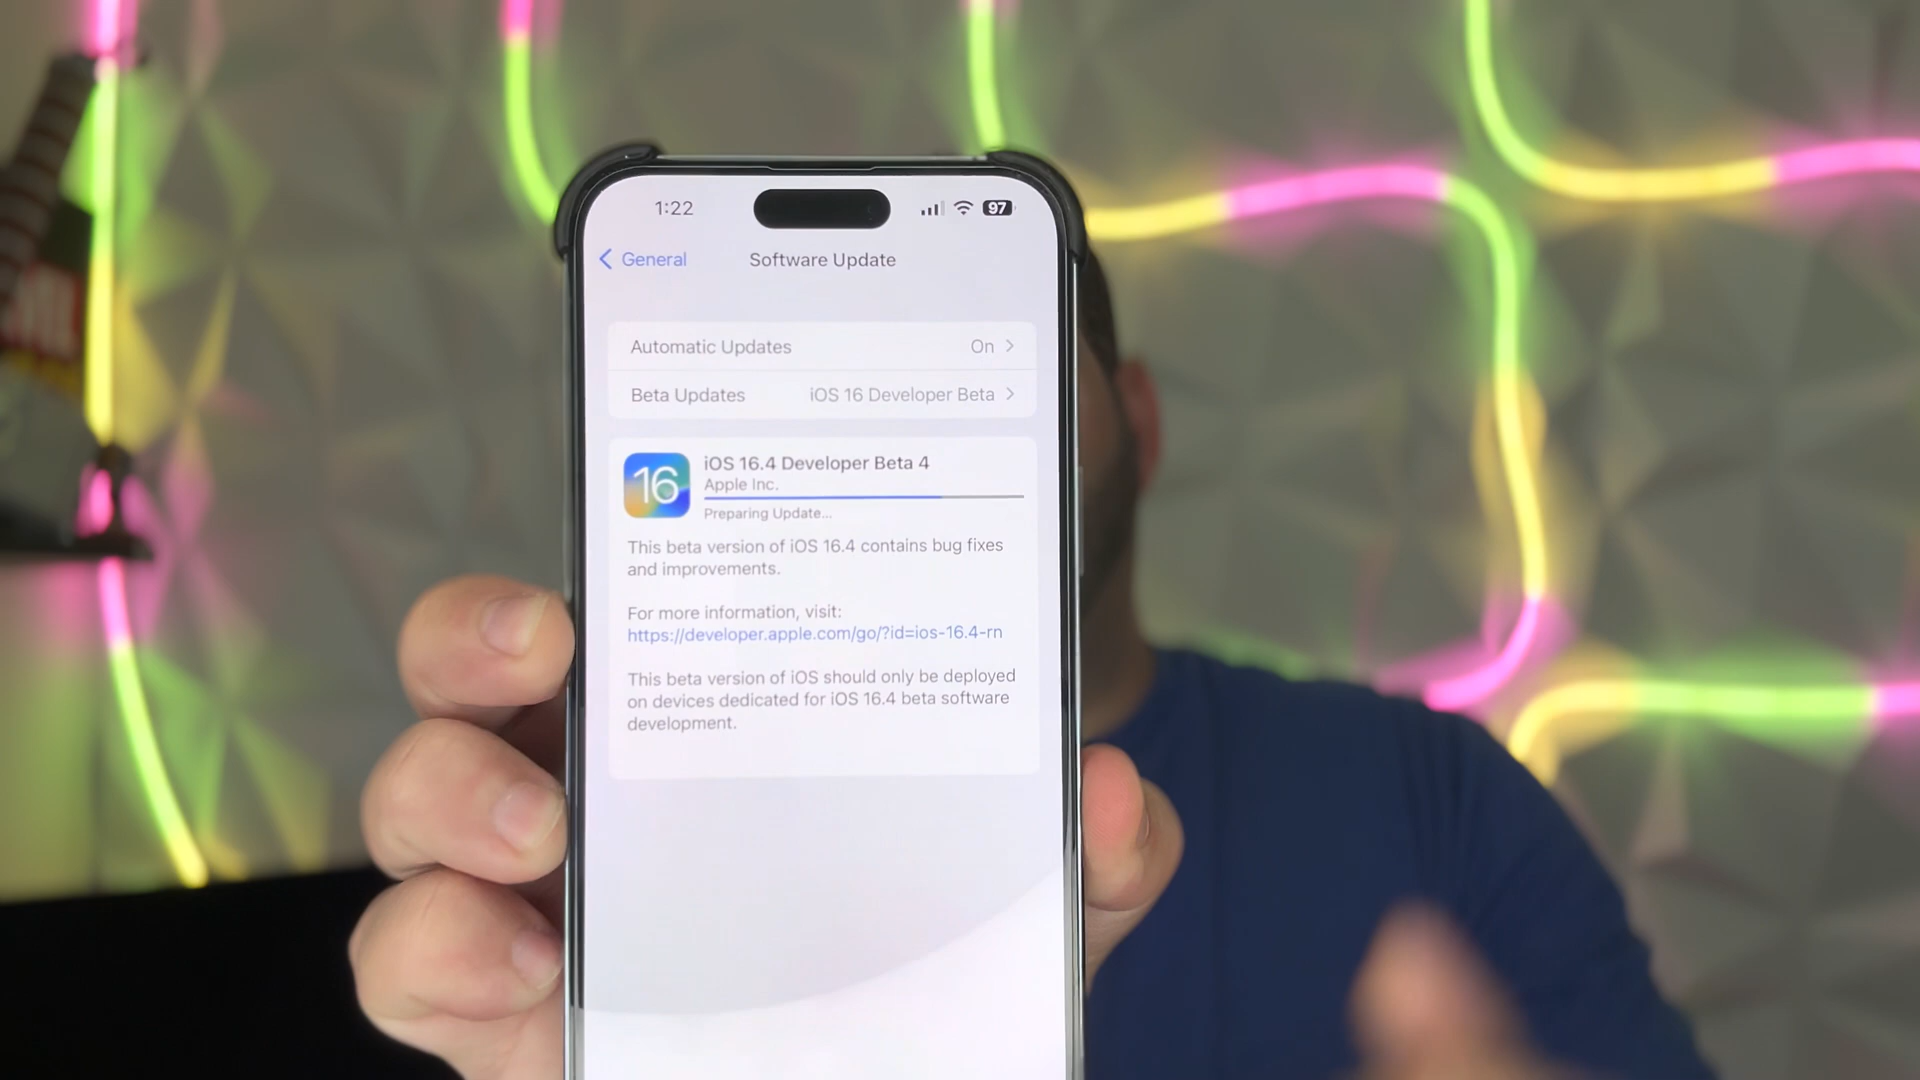 1:22
97
General
Software Update
Automatic Updates On
Beta Updates iOS 16 Developer Beta
16
iOS 16.4 Developer Beta 4
Apple Inc.
Preparing Update...
This beta version of iOS 16.4 contains bug fixes
and improvements.
For more information, visit:
https://developer.apple.com/go/?id=ios-16.4-rn
This beta version of iOS should only be deployed
on devices dedicated for iOS 16.4 beta software
development.